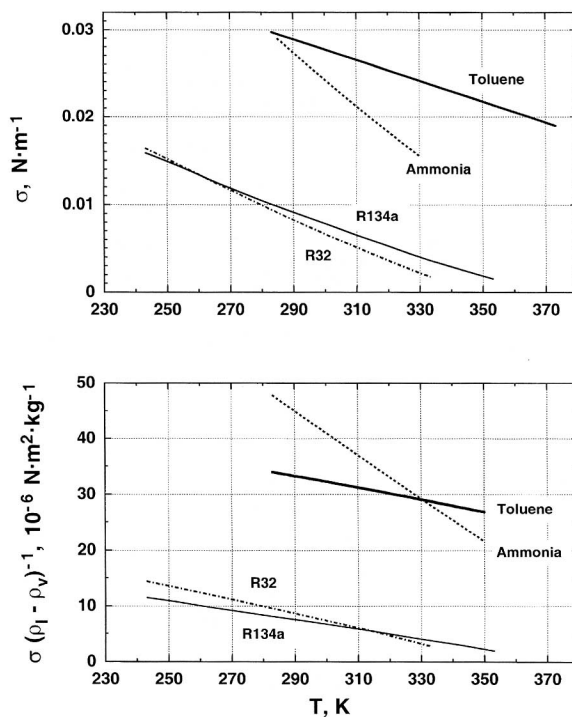 0.03
Toluene
σ, N·m-1
0.02
Ammonia
0.01
R134a
R32
0
230 250 270 290 310 330 350 370
50
σ (ρl - ρv)-1, 10-6 N·m2·kg-1
40
30
Toluene
20
Ammonia
R32
10
R134a
0
230 250 270 290 310 330 350 370
T, K